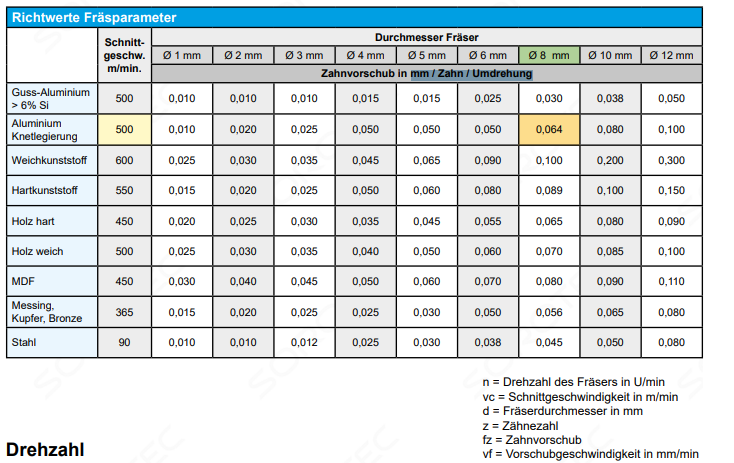 Richtwerte Fräsparameter
Schnitt-
geschw.
m/min.
Durchmesser Fräser
Ø 1 mm Ø 2 mm Ø 3 mm Ø 4 mm Ø 5 mm Ø 6 mm Ø 8 mm Ø 10 mm Ø 12 mm
Zahnvorschub in mm / Zahn / Umdrehung
Guss-Aluminium
> 6% Si
500 0,010 0,010 0,010 0,015 0,015 0,025 0,030 0,038 0,050
Aluminium
Knetlegierung
500 0,010 0,020 0,025 0,050 0,050 0,050 0,064 0,080 0,100
Weichkunststoff 600 0,025 0,030 0,035 0,045 0,065 0,090 0,100 0,200 0,300
Hartkunststoff 550 0,015 0,020 0,025 0,050 0,060 0,080 0,089 0,100 0,150
Holz hart 450 0,020 0,025 0,030 0,035 0,045 0,055 0,065 0,080 0,090
Holz weich 500 0,025 0,030 0,035 0,040 0,050 0,060 0,070 0,085 0,100
MDF 450 0,030 0,040 0,045 0,050 0,060 0,070 0,080 0,090 0,110
Messing,
Kupfer, Bronze
365 0,015 0,020 0,025 0,025 0,030 0,050 0,056 0,065 0,080
Stahl 90 0,010 0,010 0,012 0,025 0,030 0,038 0,045 0,050 0,080
n = Drehzahl des Fräsers in U/min
vc = Schnittgeschwindigkeit in m/min
d = Fräserdurchmesser in mm
z = Zähnezahl
fz = Zahnvorschub
vf = Vorschubgeschwindigkeit in mm/min
Drehzahl